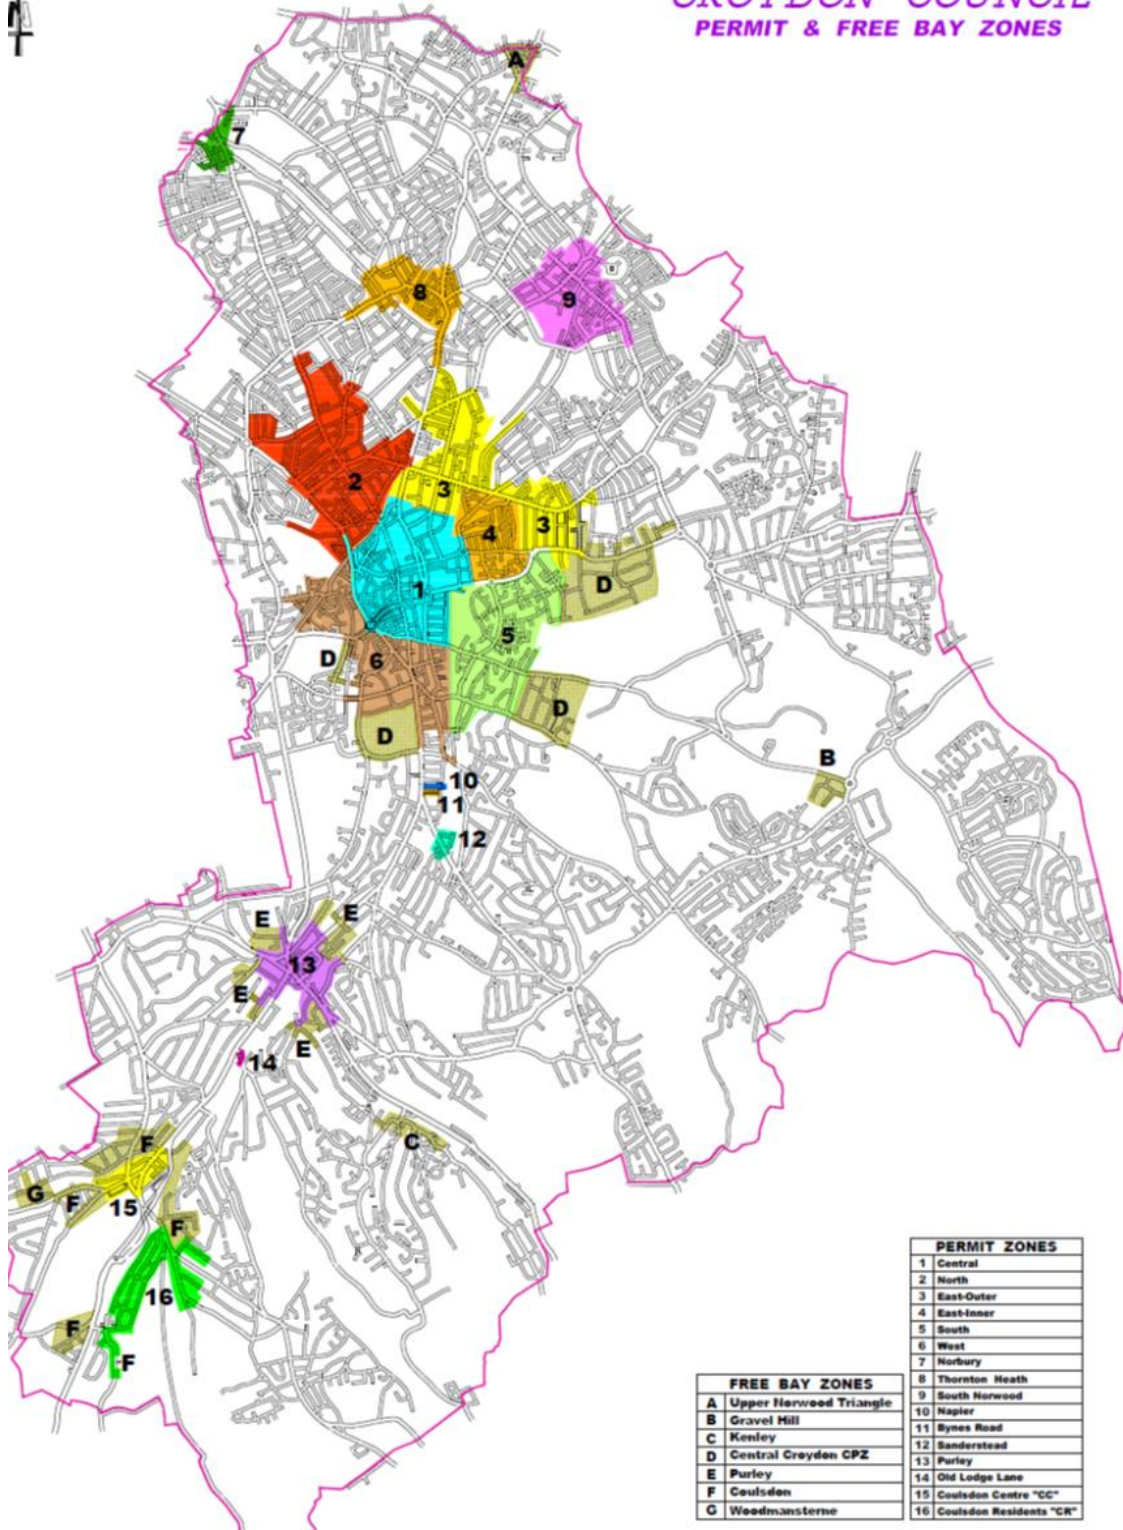 CROYDON COUNCIL
PERMIT & FREE BAY ZONES
N
A
7
8
9
2
3
3
4
1
D
5
D
6
D
D
B
10
11
12
E
E
13
E
E
14
C
F
G
F
15
F
16
F
F
PERMIT ZONES
1 Central
2 North
3 East-Outer
4 East-Inner
5 South
6 West
7 Norbury
8 Thornton Heath
9 South Norwood
10 Napier
11 Bynes Road
12 Sanderstead
13 Purley
14 Old Lodge Lane
15 Coulsdon Centre "CC"
16 Coulsdon Residents "CR"
FREE BAY ZONES
A Upper Norwood Triangle
B Gravel Hill
C Kenley
D Central Croydon CPZ
E Purley
F Coulsdon
G Woodmansterne